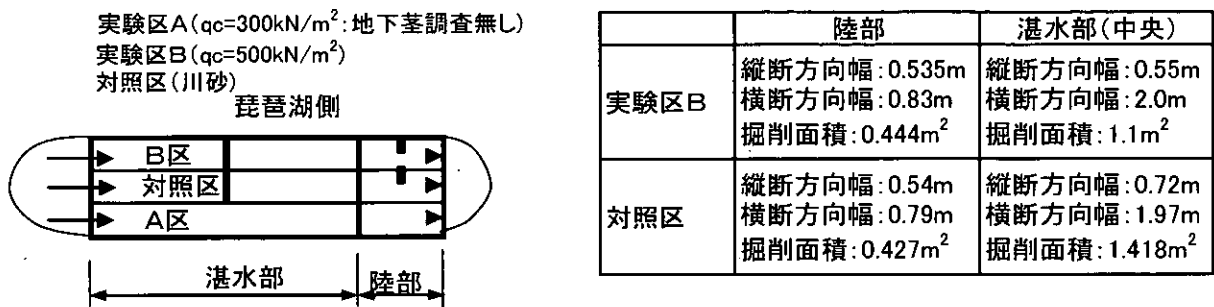 実験区A(qc=300kN/m²:地下茎調査無し)
実験区B(qc=500kN/m²)
対照区(川砂)
琵琶湖側
B区
対照区
A区
湛水部
陸部
陸部
湛水部(中央)
実験区B
縦断方向幅:0.535m
横断方向幅:0.83m
掘削面積:0.444m²
縦断方向幅:0.55m
横断方向幅:2.0m
掘削面積:1.1m²
対照区
縦断方向幅:0.54m
横断方向幅:0.79m
掘削面積:0.427m²
縦断方向幅:0.72m
横断方向幅:1.97m
掘削面積:1.418m²